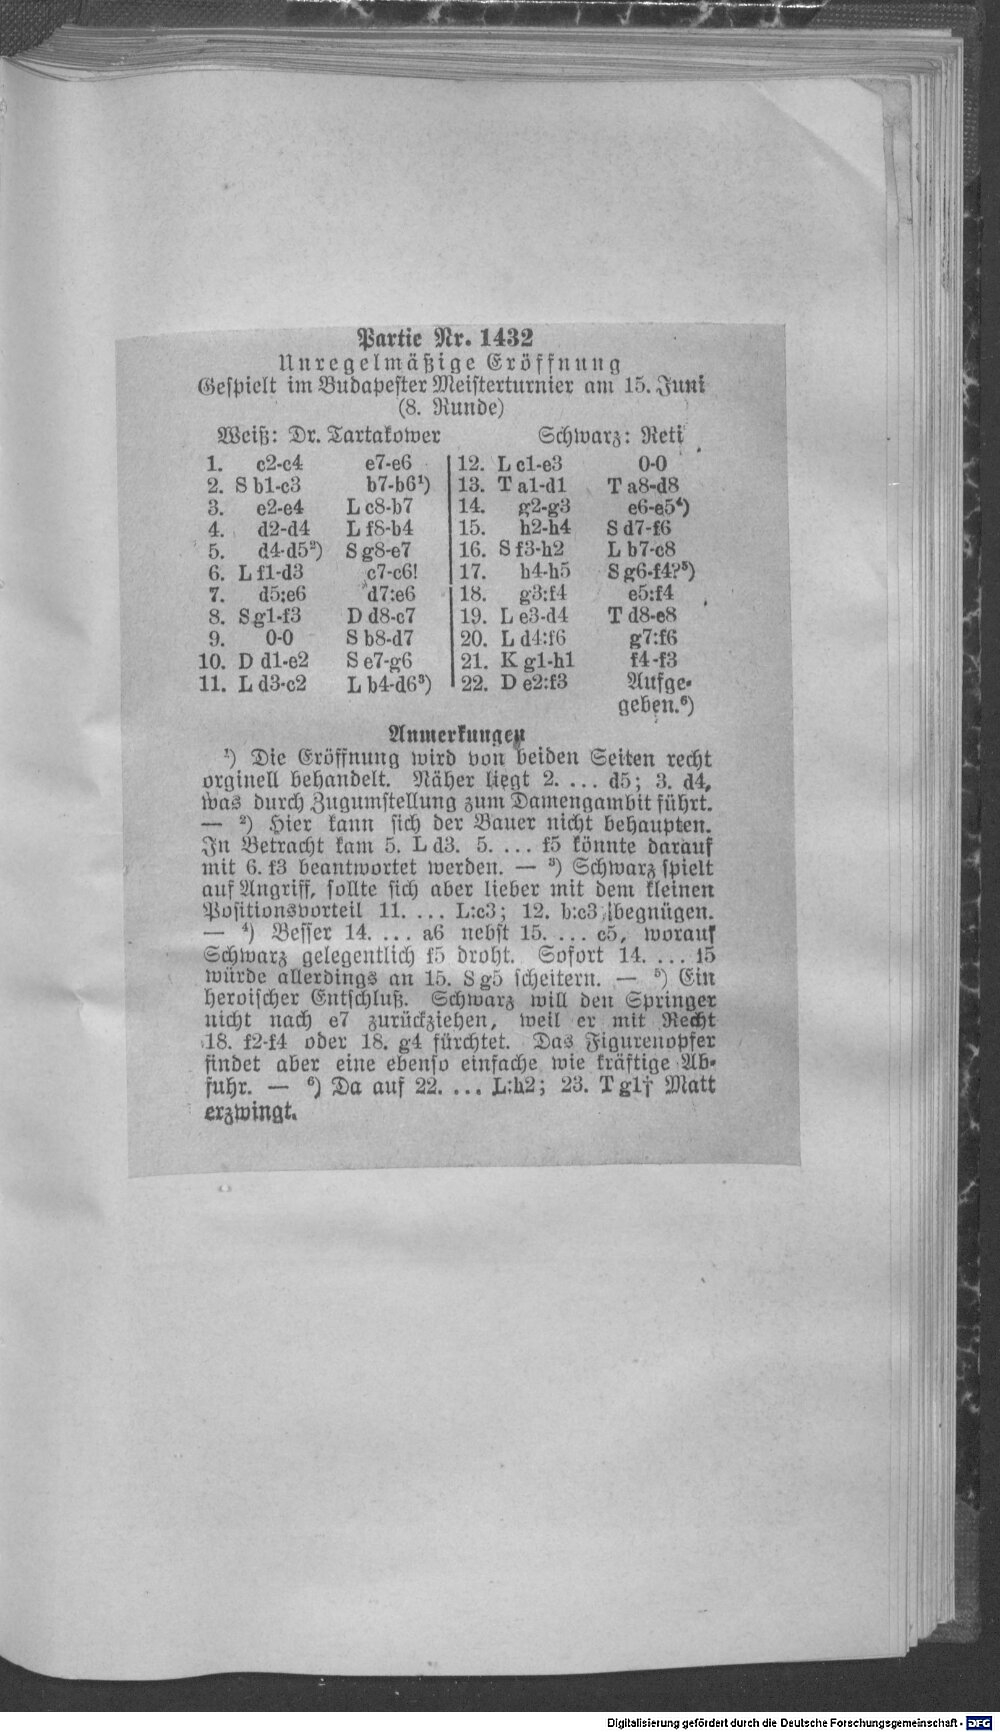 Partie Nr. 1432
Unregelmäßige Eröffnung
Gespielt im Budapester Meisterturnier am 15. Juni
(8. Runde)
Weiß: Dr. Tartakower Schwarz: Reti
1. c2-c4 e7-e6
2. S b1-c3 b7-b6¹)
3. e2-e4 L c8-b7
4. d2-d4 L f8-b4
5. d4-d5²) S g8-e7
6. L f1-d3 c7-c6!
7. d5:e6 d7:e6
8. S g1-f3 D d8-c7
9. 0-0 S b8-d7
10. D d1-e2 S e7-g6
11. L d3-c2 L b4-d6³)
12. L c1-e3 0-0
13. T a1-d1 T a8-d8
14. g2-g3 e6-e5⁴)
15. h2-h4 S d7-f6
16. S f3-h2 L b7-c8
17. h4-h5 S g6-f4?⁵)
18. g3:f4 e5:f4
19. L e3-d4 T d8-e8
20. L d4:f6 g7:f6
21. K g1-h1 f4-f3
22. D e2:f3 Aufge-
geben.⁶)
Anmerkungen
¹) Die Eröffnung wird von beiden Seiten recht
orginell behandelt. Näher liegt 2. ... d5; 3. d4,
was durch Zugumstellung zum Damengambit führt.
— ²) Hier kann sich der Bauer nicht behaupten.
In Betracht kam 5. L d3. 5. ... f5 könnte darauf
mit 6. f3 beantwortet werden. — ³) Schwarz spielt
auf Angriff, sollte sich aber lieber mit dem kleinen
Positionsvorteil 11. ... L:c3; 12. b:c3, begnügen.
— ⁴) Besser 14. ... a6 nebst 15. ... c5, worauf
Schwarz gelegentlich f5 droht. Sofort 14. ... f5
würde allerdings an 15. S g5 scheitern. — ⁵) Ein
heroischer Entschluß. Schwarz will den Springer
nicht nach e7 zurückziehen, weil er mit Recht
18. f2-f4 oder 18. g4 fürchtet. Das Figurenopfer
findet aber eine ebenso einfache wie kräftige Ab-
fuhr. — ⁶) Da auf 22. ... L:h2; 23. T g1† Matt
erzwingt.
Digitalisierung gefördert durch die Deutsche Forschungsgemeinschaft - DFG